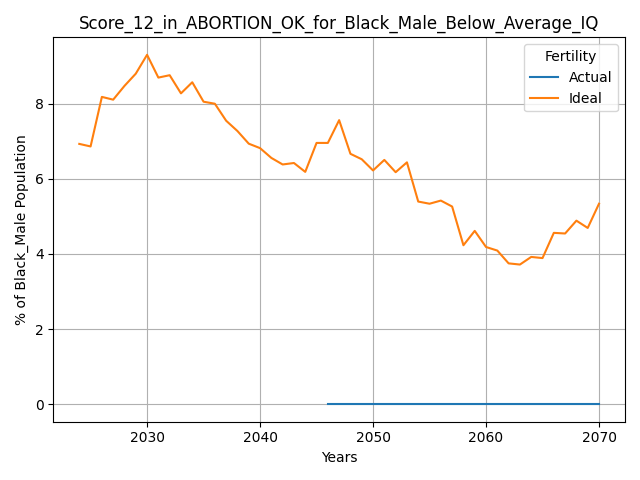 Score_12_in_ABORTION_OK_for_Black_Male_Below_Average_IQ
Fertility
Actual
Ideal
% of Black_Male Population
8
6
4
2
0
2030 2040 2050 2060 2070
Years